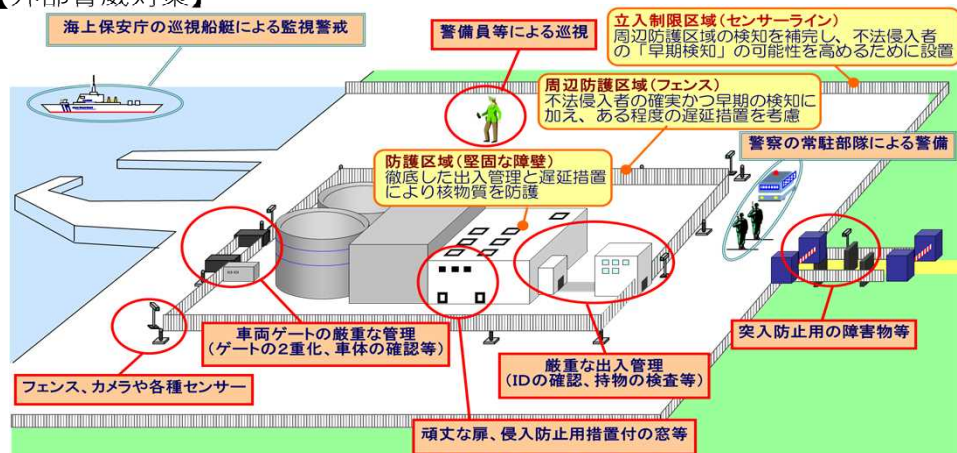 【外部脅威対策】
海上保安庁の巡視船艇による監視警戒
警備員等による巡視
立入制限区域（センサーライン）
周辺防護区域の検知を補完し、不法侵入者
の「早期検知」の可能性を高めるために設置
周辺防護区域（フェンス）
不法侵入者の確実かつ早期の検知に
加え、ある程度の遅延措置を考慮
警察の常駐部隊による警備
防護区域（堅固な障壁）
徹底した出入管理と遅延措置
により核物質を防護
車両ゲートの厳重な管理
（ゲートの2重化、車体の確認等）
突入防止用の障害物等
厳重な出入管理
（IDの確認、持物の検査等）
フェンス、カメラや各種センサー
頑丈な扉、侵入防止用措置付の窓等